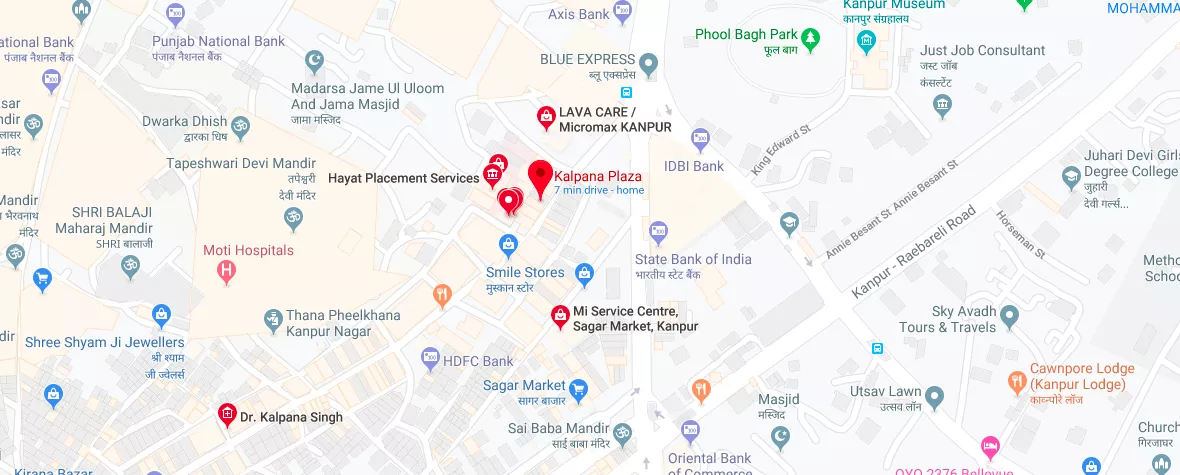 Axis Bank
Kanpur Museum
कानपुर संग्रहालय
MOHAMMA
National Bank
पंजाब नैशनल बैंक
Punjab National Bank
पंजाब नैशनल बैंक
Phool Bagh Park
फूल बाग
BLUE EXPRESS
ब्लू एक्सप्रेस
Just Job Consultant
जस्ट जॉब
कंसल्टेंट
Madarsa Jame Ul Uloom
And Jama Masjid
जामा मस्जिद
LAVA CARE /
Micromax KANPUR
Dwarka Dhish
द्वारका धिष
मंदिर
King Edward St
IDBI Bank
Tapeshwari Devi Mandir
तपेश्वरी
देवी मंदिर
Hayat Placement Services
Kalpana Plaza
7 min drive - home
Juhari Devi Girls
Degree College
जुहारी
देवी गर्ल्स...
Annie Besant St
Annie Besant St
Mandir
मंदिर
SHRI BALAJI
Maharaj Mandir
SHRI बालाजी
Moti Hospitals
Horseman St
State Bank of India
भारतीय स्टेट बैंक
Kanpur - Raebareli Road
Metho
Schoo
Smile Stores
मुस्कान स्टोर
Thana Pheelkhana
Kanpur Nagar
Mi Service Centre,
Sagar Market, Kanpur
Sky Avadh
Tours & Travels
Shree Shyam Ji Jewellers
श्री श्याम
जी ज्वेलर्स
HDFC Bank
Cawnpore Lodge
(Kanpur Lodge)
काव्नपोरे लॉज
Sagar Market
सागर बाजार
Utsav Lawn
उत्सव लॉन
Masjid
मस्जिद
Dr. Kalpana Singh
Sai Baba Mandir
साई बाबा मंदिर
Church
गिरजाघर
Oriental Bank
of Commerce
Kirana Bazar
OYO 2376 Bellevue